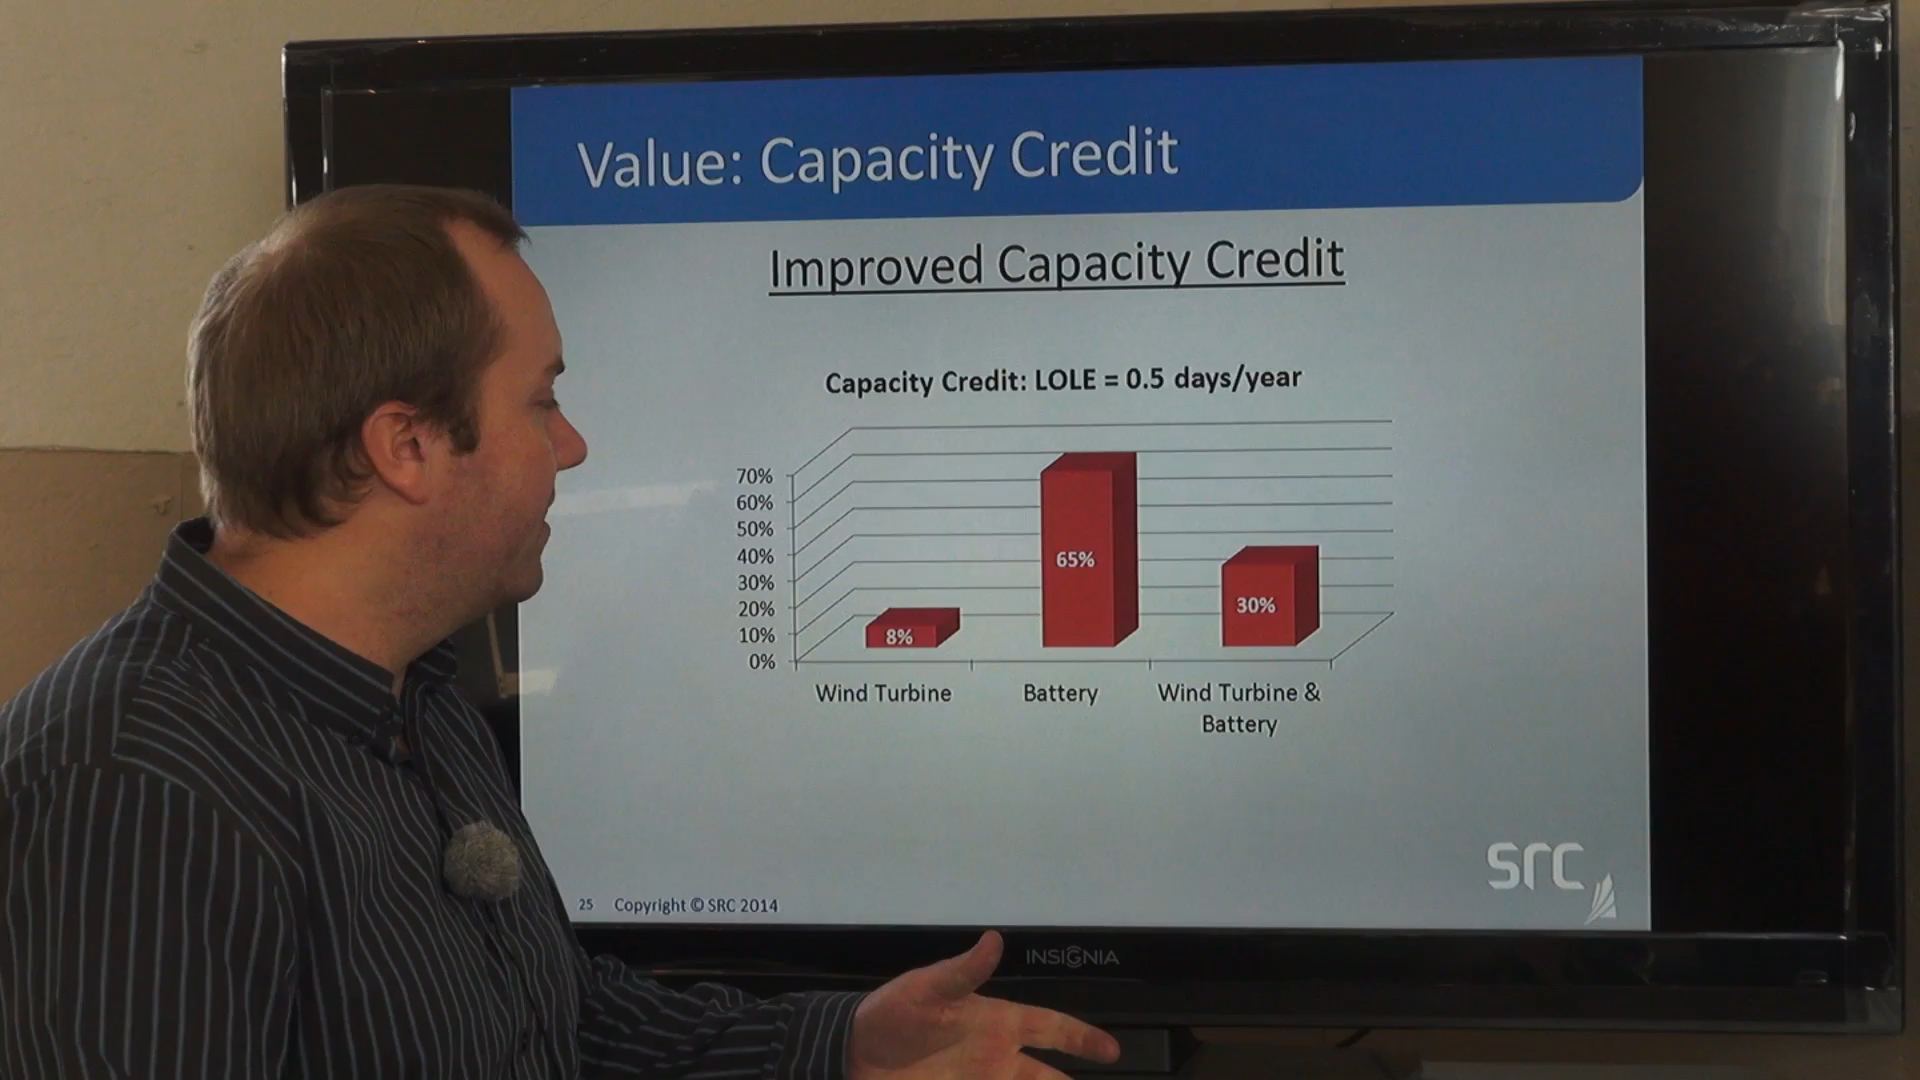 Value: Capacity Credit
Improved Capacity Credit
Capacity Credit: LOLE = 0.5 days/year
70%
60%
50%
40%
30%
20%
10%
0%
8%
65%
30%
Wind Turbine
Battery
Wind Turbine &
Battery
src
25 Copyright © SRC 2014
INSIGNIA